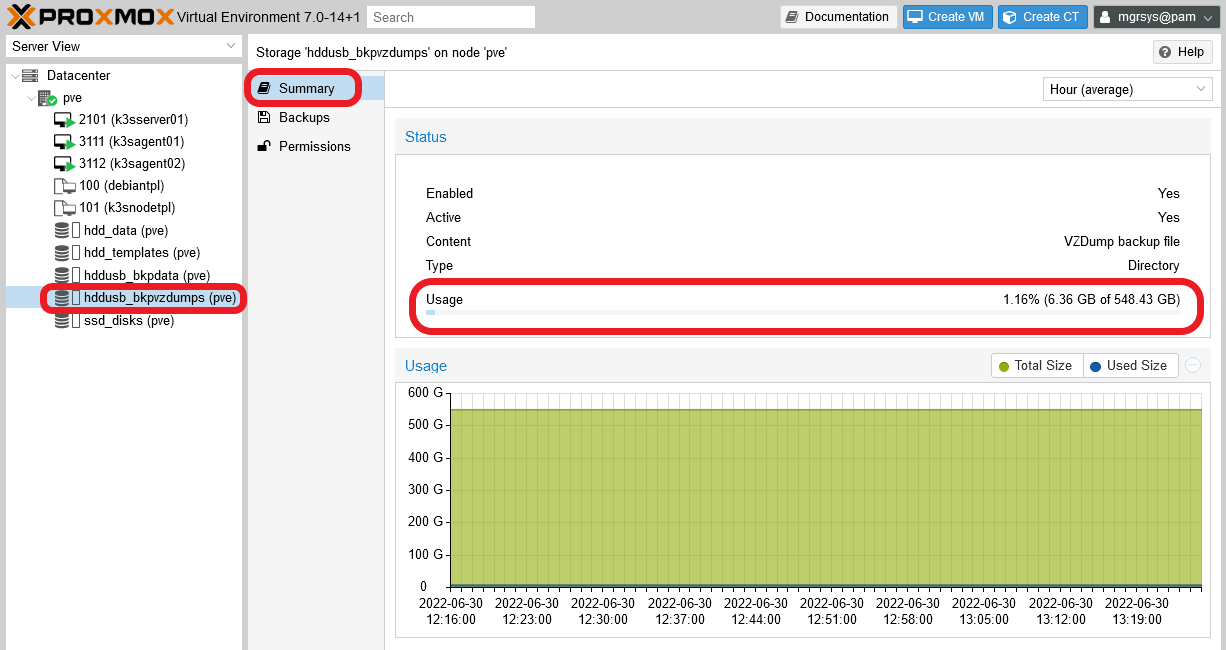 PROXMOX Virtual Environment 7.0-14+1 Search Documentation Create VM Create CT mgrsys@pam
Server View
Datacenter
pve
2101 (k3sserver01)
3111 (k3sagent01)
3112 (k3sagent02)
100 (debiantpl)
101 (k3snodetpl)
hdd_data (pve)
hdd_templates (pve)
hddusb_bkpdata (pve)
hddusb_bkpvzdumps (pve)
ssd_disks (pve)
Storage 'hddusb_bkpvzdumps' on node 'pve' Help
Summary
Backups
Permissions
Hour (average)
Status
Enabled Yes
Active Yes
Content VZDump backup file
Type Directory
Usage 1.16% (6.36 GB of 548.43 GB)
Usage Total Size Used Size
600 G
500 G
400 G
300 G
200 G
100 G
0
2022-06-30 2022-06-30 2022-06-30 2022-06-30 2022-06-30 2022-06-30 2022-06-30 2022-06-30 2022-06-30 2022-06-30
12:16:00 12:23:00 12:30:00 12:37:00 12:44:00 12:51:00 12:58:00 13:05:00 13:12:00 13:19:00